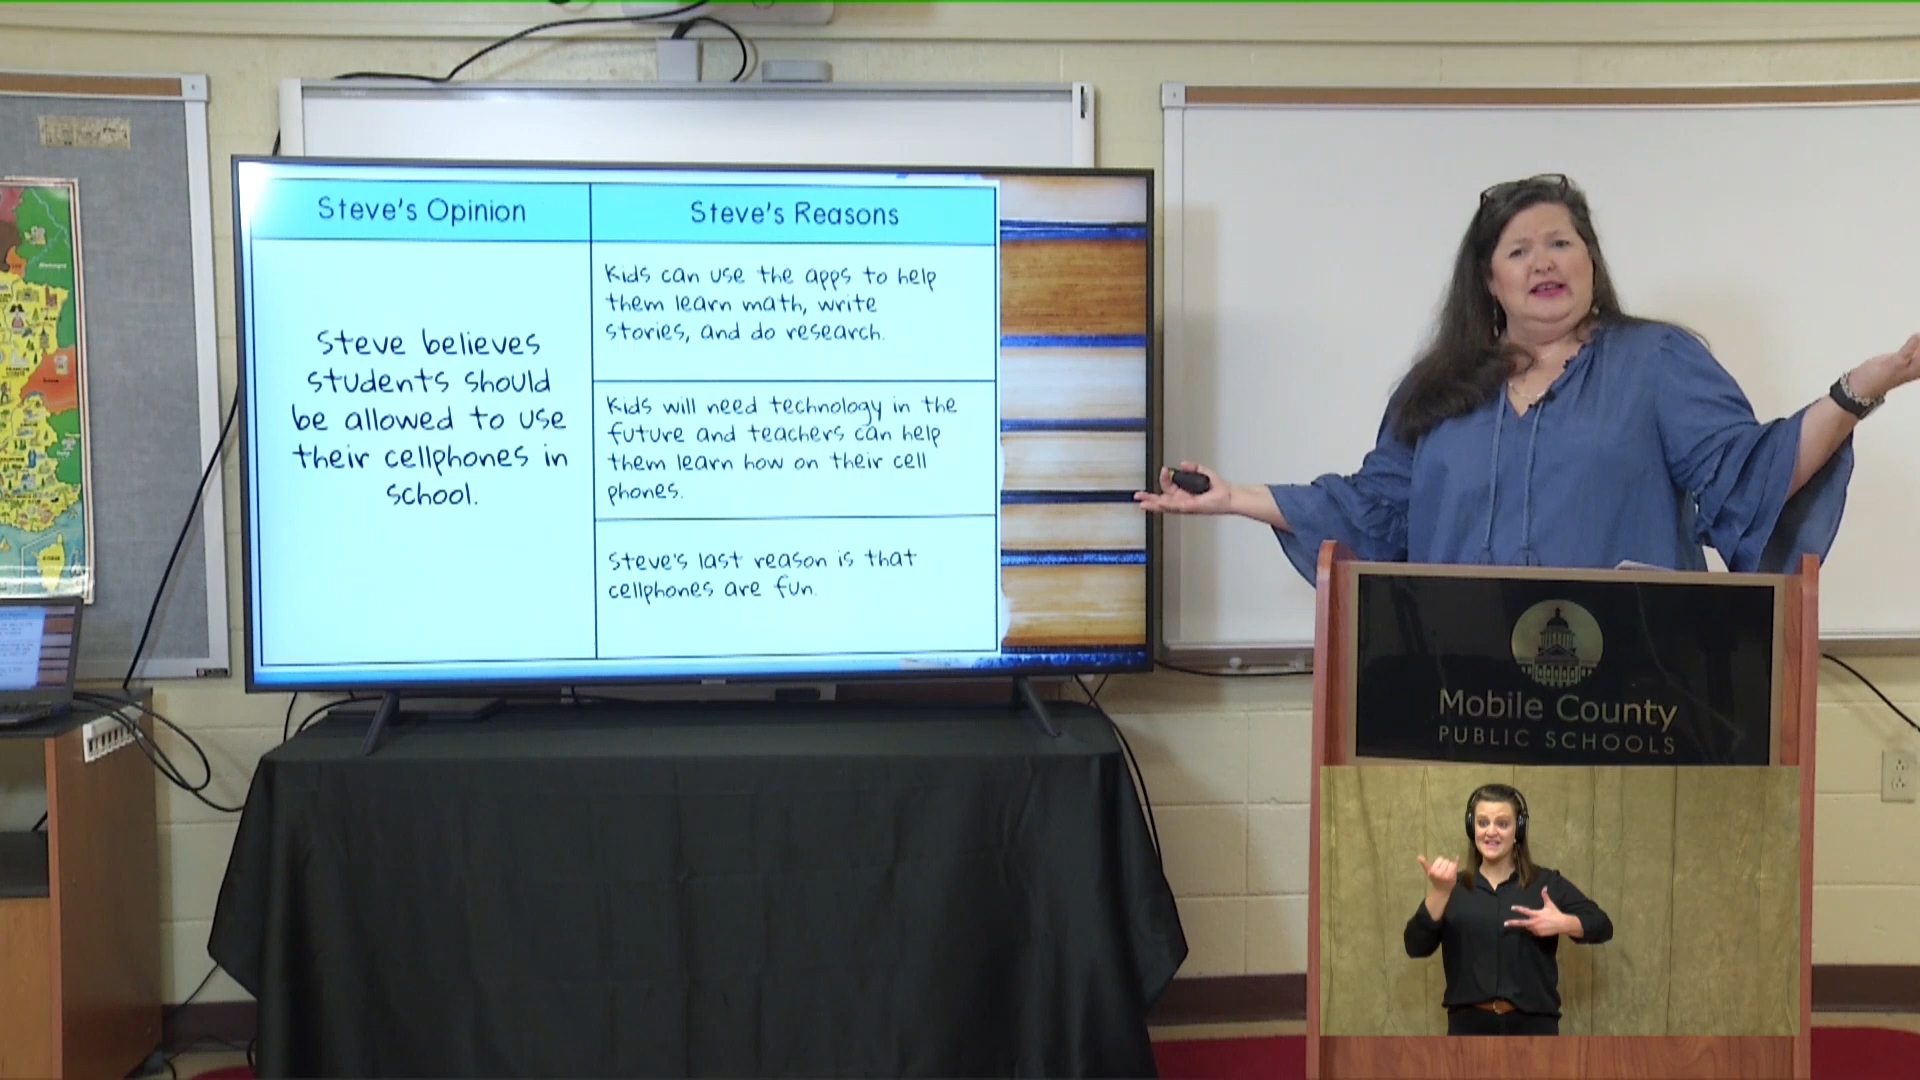 Steve's Opinion
Steve's Reasons
Steve believes
students should
be allowed to use
their cellphones in
school.
Kids can use the apps to help
them learn math, write
stories, and do research.
Kids will need technology in the
future and teachers can help
them learn how on their cell
phones.
Steve's last reason is that
cellphones are fun.
Mobile County
PUBLIC SCHOOLS